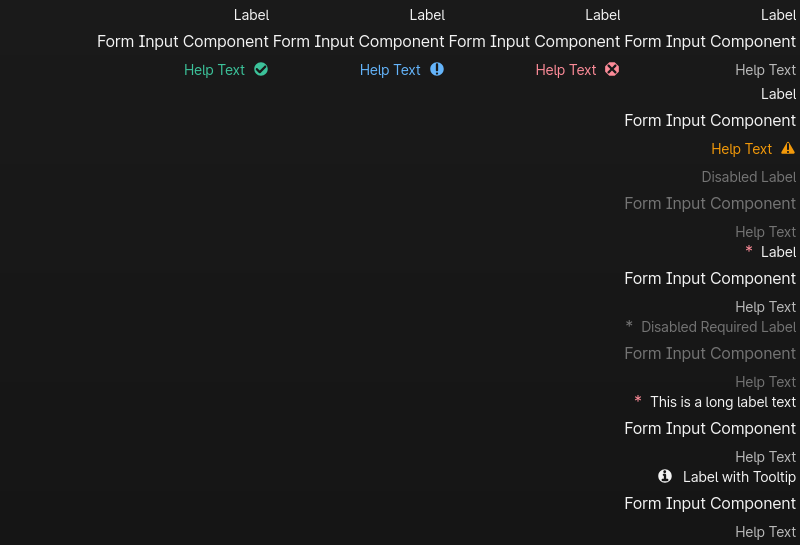 Label Label Label Label
Form Input Component Form Input Component Form Input Component Form Input Component
Help Text Help Text Help Text Help Text
Label
Form Input Component
Help Text
Disabled Label
Form Input Component
Help Text
* Label
Form Input Component
Help Text
* Disabled Required Label
Form Input Component
Help Text
* This is a long label text
Form Input Component
Help Text
Label with Tooltip
Form Input Component
Help Text